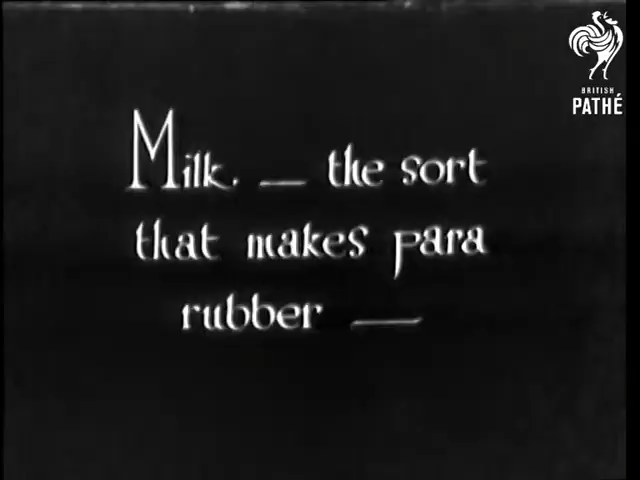 BRITISH
PATHÉ
Milk. — the sort
that makes para
rubber —